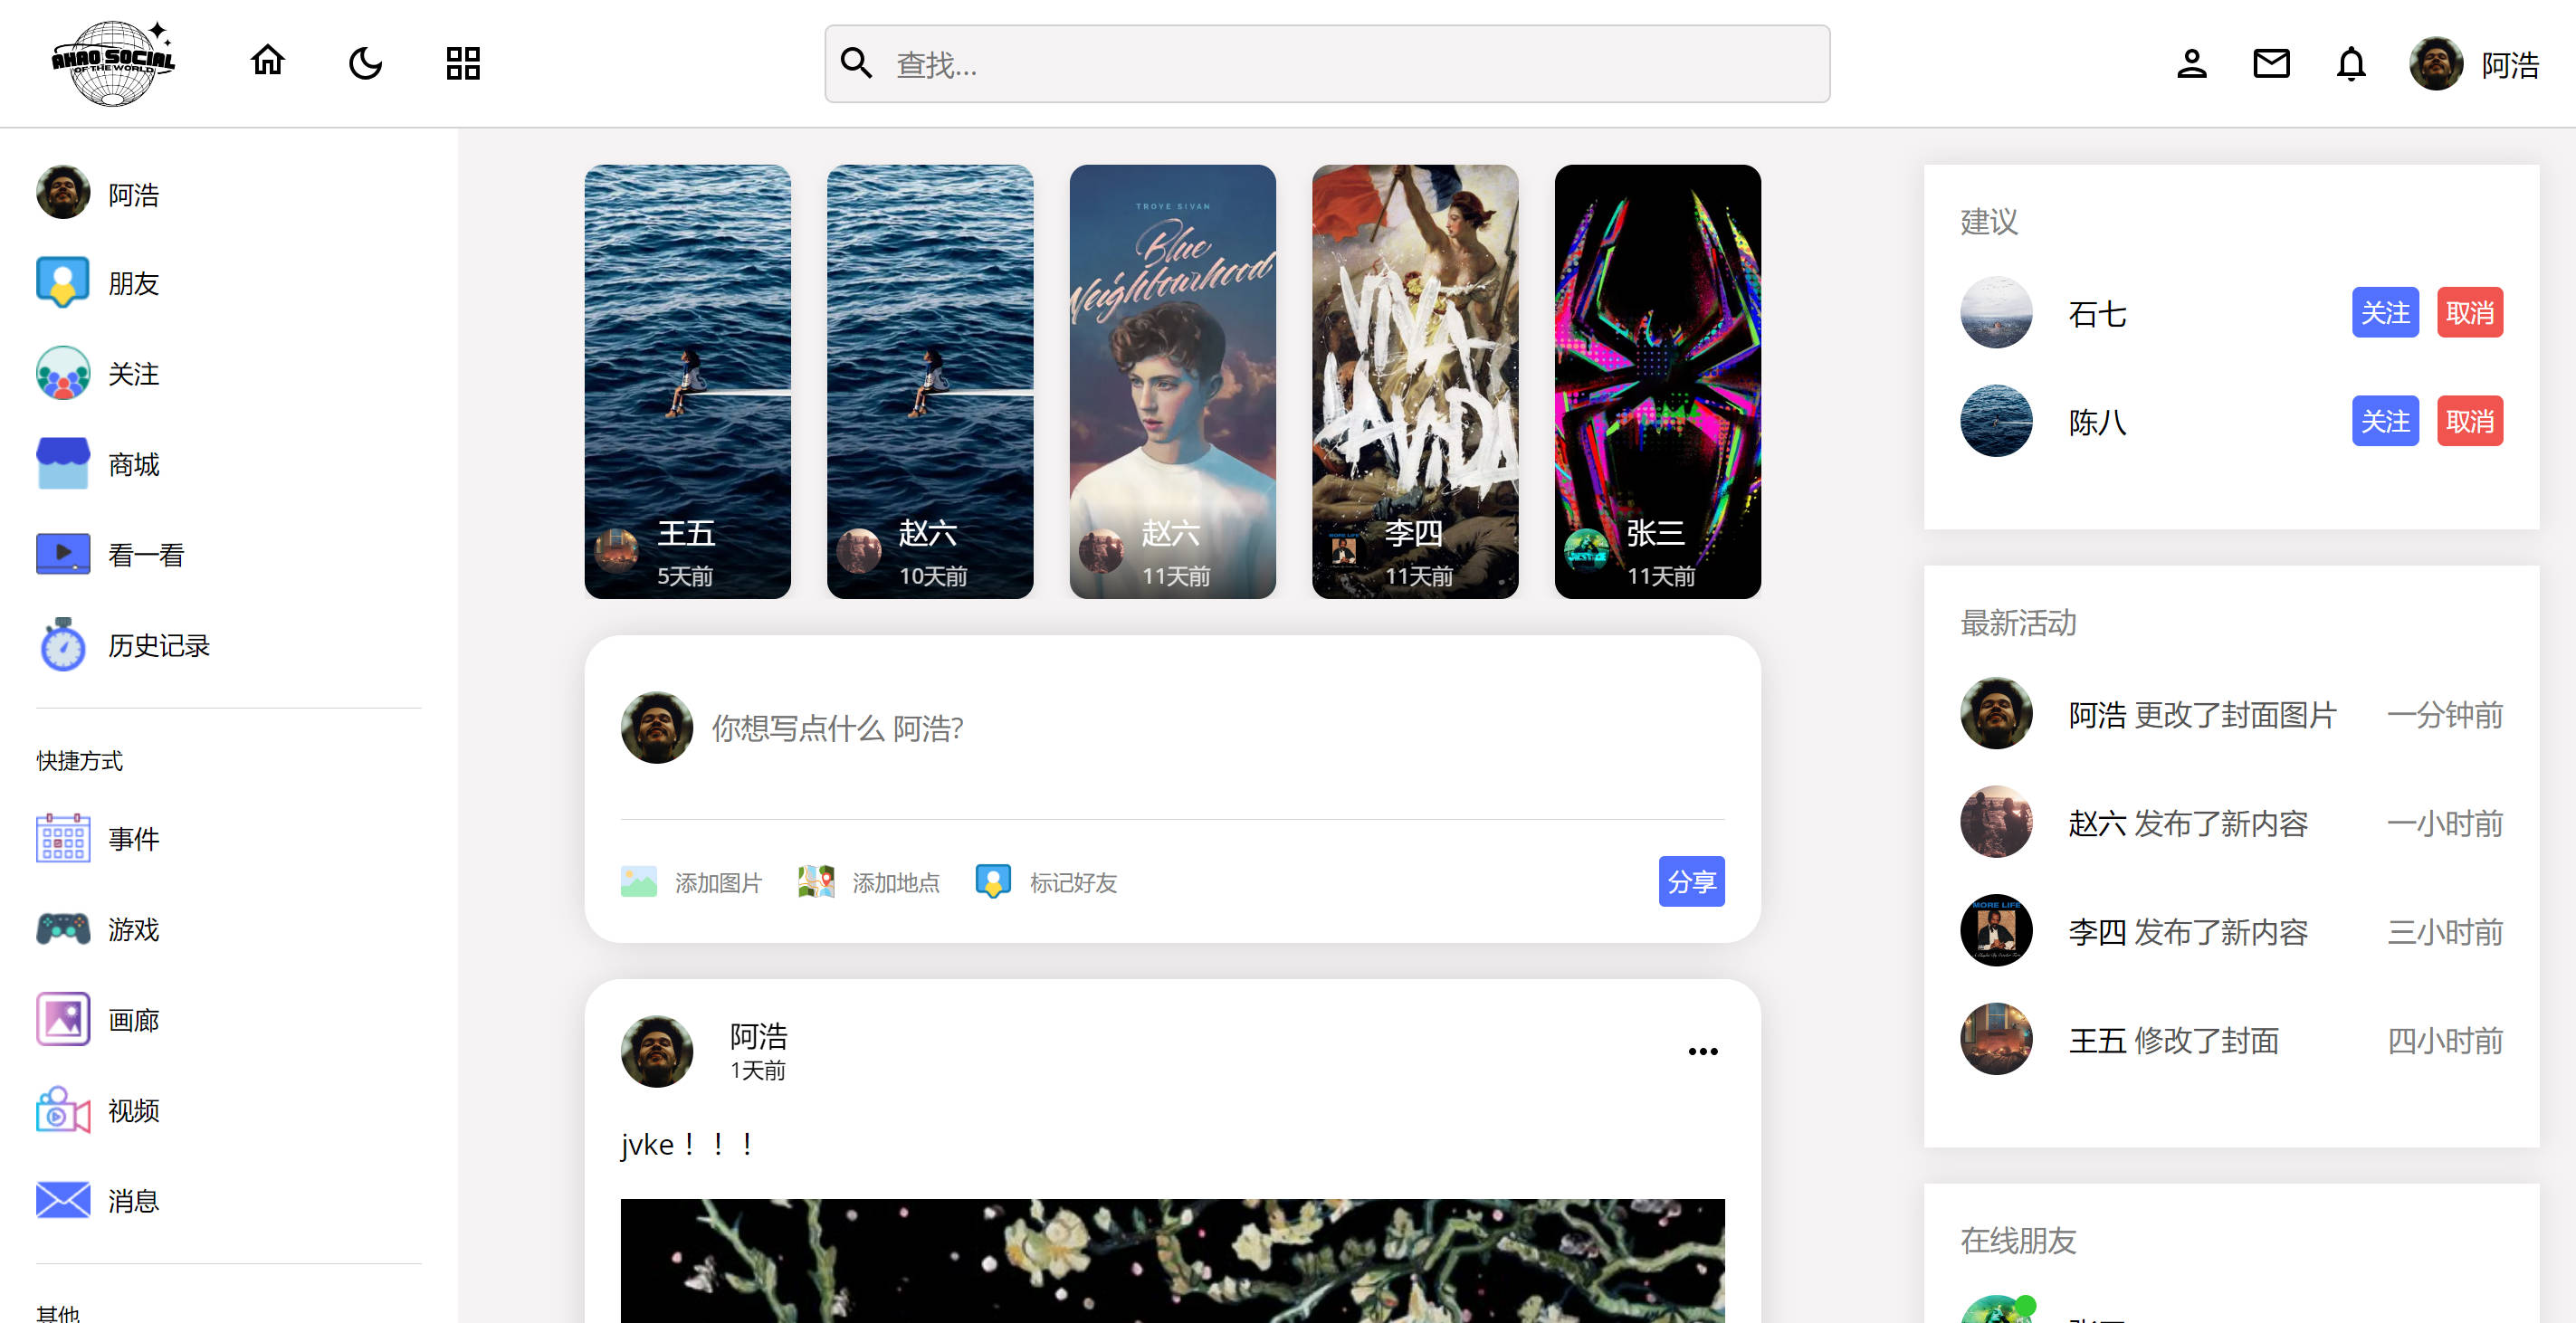 AHAO SOCIAL
OF THE WORLD
查找...
阿浩
阿浩
朋友
关注
商城
看一看
历史记录
快捷方式
事件
游戏
画廊
视频
消息
其他
TROYE SIVAN
Blue
Neighbourhood
VIVA
LA VIDA
王五
5天前
赵六
10天前
赵六
11天前
李四
11天前
张三
11天前
你想写点什么 阿浩?
添加图片
添加地点
标记好友
分享
阿浩
1天前
jvke！！！
建议
石七
关注
取消
陈八
关注
取消
最新活动
阿浩 更改了封面图片 一分钟前
赵六 发布了新内容 一小时前
MORE LIFE
李四 发布了新内容 三小时前
王五 修改了封面 四小时前
在线朋友